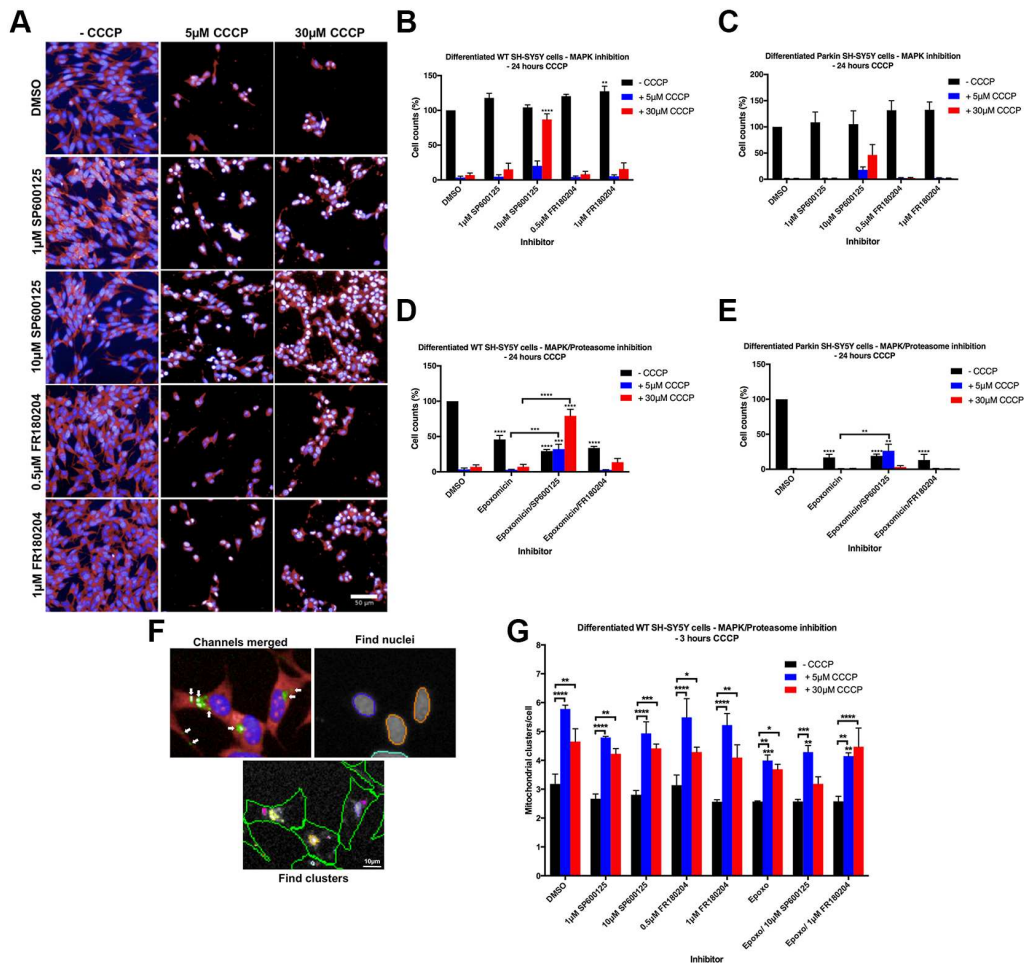 A
- CCCP
5µM CCCP
30µM CCCP
DMSO
1µM SP600125
10µM SP600125
0.5µM FR180204
1µM FR180204
50 µm
B
Differentiated WT SH-SY5Y cells - MAPK inhibition
- 24 hours CCCP
Cell counts (%)
150
100
50
0
- CCCP
+ 5µM CCCP
+ 30µM CCCP
****
**
DMSO
1µM SP600125
10µM SP600125
0.5µM FR180204
1µM FR180204
Inhibitor
C
Differentiated Parkin SH-SY5Y cells - MAPK inhibition
- 24 hours CCCP
Cell counts (%)
200
150
100
50
0
- CCCP
+ 5µM CCCP
+ 30µM CCCP
DMSO
1µM SP600125
10µM SP600125
0.5µM FR180204
1µM FR180204
Inhibitor
D
Differentiated WT SH-SY5Y cells - MAPK/Proteasome inhibition
- 24 hours CCCP
Cell counts (%)
150
100
50
0
- CCCP
+ 5µM CCCP
+ 30µM CCCP
****
***
****
****
*** ****
****
DMSO
Epoxomicin
Epoxomicin/SP600125
Epoxomicin/FR180204
Inhibitor
E
Differentiated Parkin SH-SY5Y cells - MAPK/Proteasome inhibition
- 24 hours CCCP
Cell counts (%)
150
100
50
0
- CCCP
+ 5µM CCCP
+ 30µM CCCP
**
****
****
**
****
DMSO
Epoxomicin
Epoxomicin/SP600125
Epoxomicin/FR180204
Inhibitor
F
Channels merged
Find nuclei
10µm
Find clusters
G
Differentiated WT SH-SY5Y cells - MAPK/Proteasome inhibition
- 3 hours CCCP
Mitochondrial clusters/cell
8
7
6
5
4
3
2
1
0
- CCCP
+ 5µM CCCP
+ 30µM CCCP
**
****
**
****
***
****
*
****
**
****
*
**
***
***
**
****
**
**
DMSO
1µM SP600125
10µM SP600125
0.5µM FR180204
1µM FR180204
Epoxo
Epoxo/ 10µM SP600125
Epoxo/ 1µM FR180204
Inhibitor